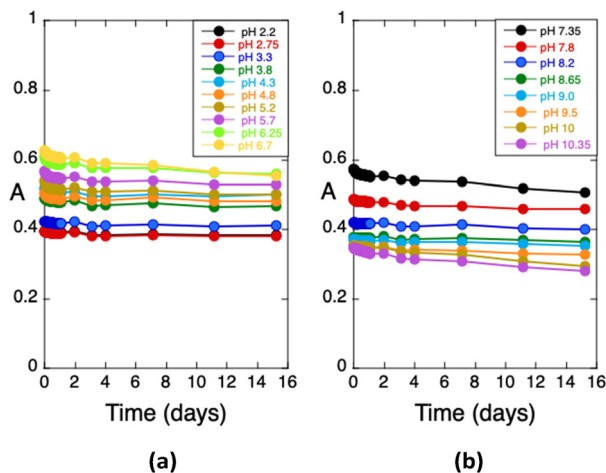 1
0.8
0.6
A
0.4
0.2
0
0 2 4 6 8 10 12 14 16
Time (days)
pH 2.2
pH 2.75
pH 3.3
pH 3.8
pH 4.3
pH 4.8
pH 5.2
pH 5.7
pH 6.25
pH 6.7
(a)
1
0.8
0.6
A
0.4
0.2
0
0 2 4 6 8 10 12 14 16
Time (days)
pH 7.35
pH 7.8
pH 8.2
pH 8.65
pH 9.0
pH 9.5
pH 10
pH 10.35
(b)